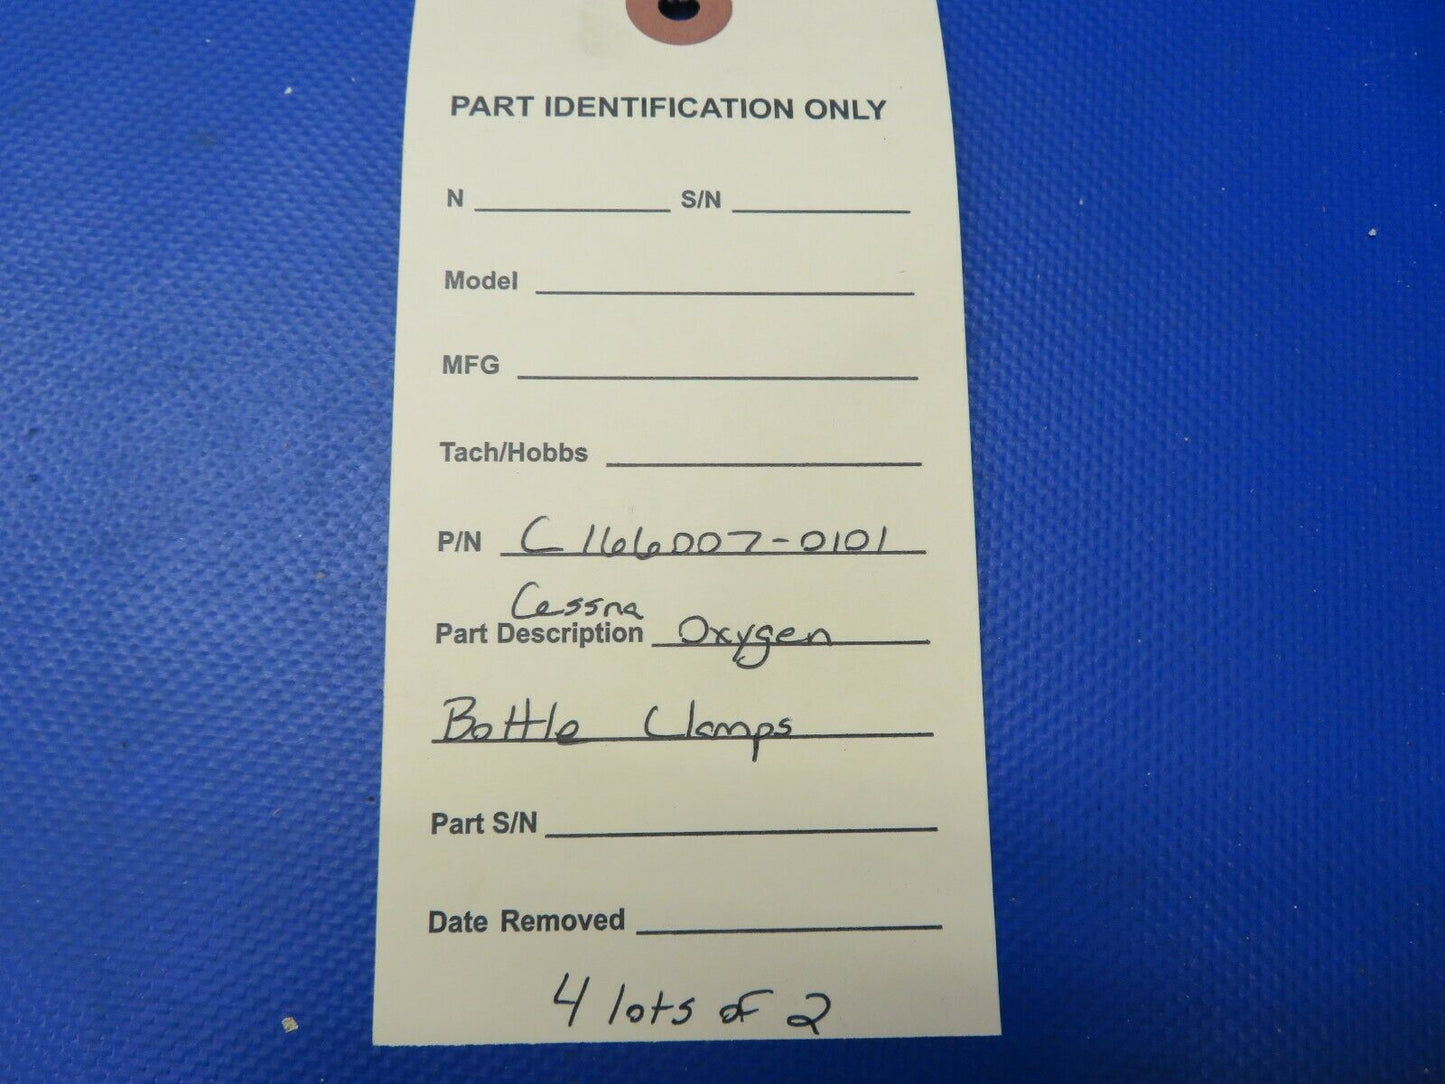 PART IDENTIFICATION ONLY
N S/N
Model
MFG
Tach/Hobbs
P/N C166007-0101
Cessna
Part Description Oxygen
Bottle Clamps
Part S/N
Date Removed
4 lots of 2